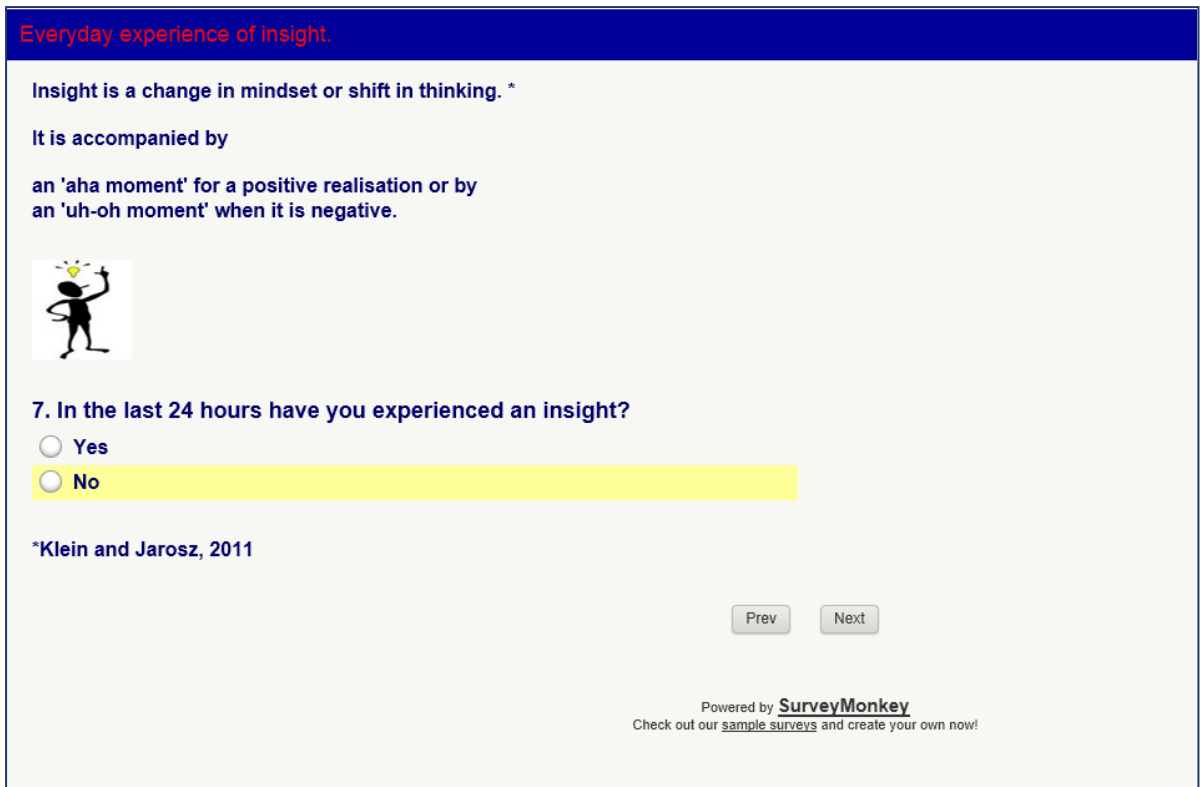 Everyday experience of insight.
Insight is a change in mindset or shift in thinking. *
It is accompanied by
an 'aha moment' for a positive realisation or by
an 'uh-oh moment' when it is negative.
7. In the last 24 hours have you experienced an insight?
Yes
No
*Klein and Jarosz, 2011
Prev Next
Powered by SurveyMonkey
Check out our sample surveys and create your own now!